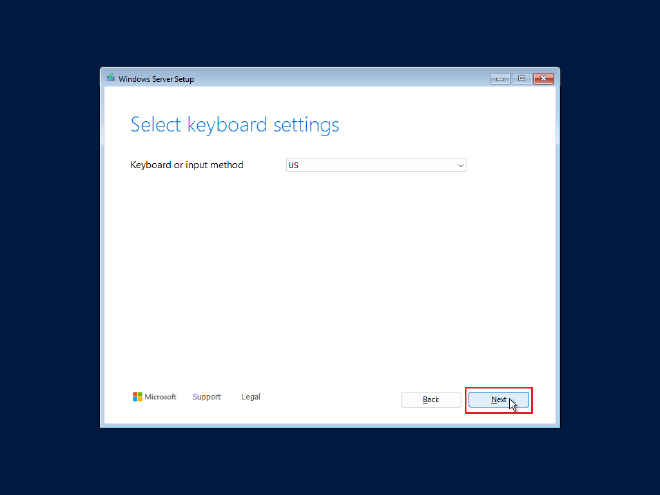 Windows Server Setup
Select keyboard settings
Keyboard or input method US
Microsoft Support Legal Back Next